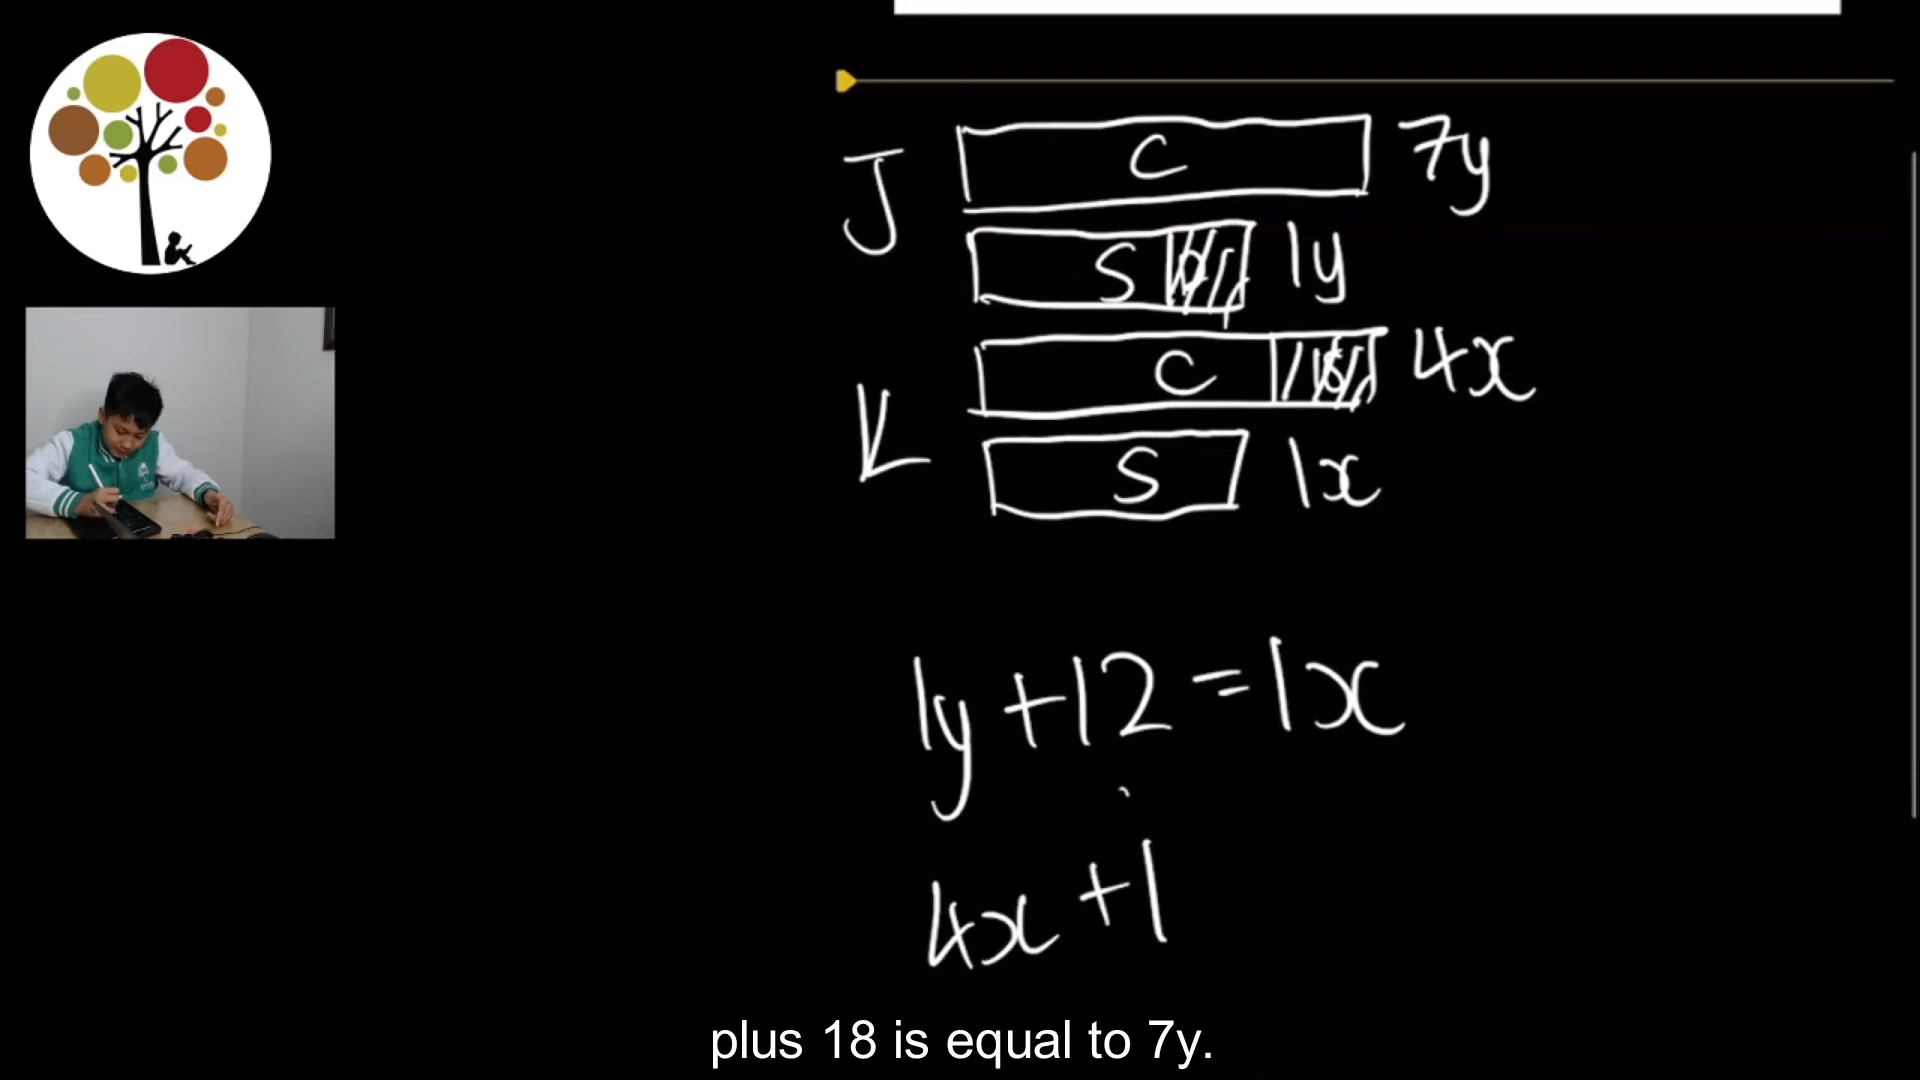 J
C 7y
S 1y
K
C 4x
S 1x
1y + 12 = 1x
4x + 1
plus 18 is equal to 7y.